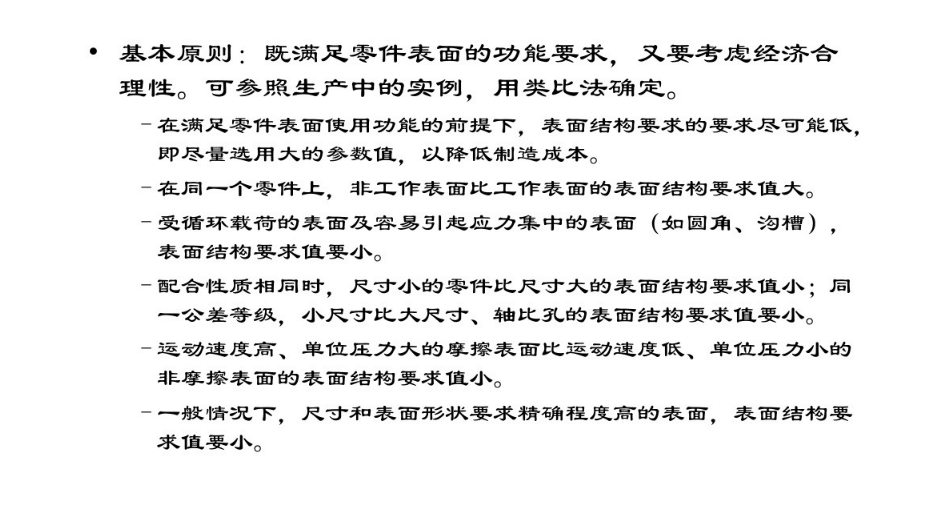 • 基本原则：既满足零件表面的功能要求，又要考虑经济合
理性。可参照生产中的实例，用类比法确定。
–在满足零件表面使用功能的前提下，表面结构要求的要求尽可能低，
即尽量选用大的参数值，以降低制造成本。
–在同一个零件上，非工作表面比工作表面的表面结构要求值大。
–受循环载荷的表面及容易引起应力集中的表面（如圆角、沟槽），
表面结构要求值要小。
–配合性质相同时，尺寸小的零件比尺寸大的表面结构要求值小；同
一公差等级，小尺寸比大尺寸、轴比孔的表面结构要求值要小。
–运动速度高、单位压力大的摩擦表面比运动速度低、单位压力小的
非摩擦表面的表面结构要求值小。
–一般情况下，尺寸和表面形状要求精确程度高的表面，表面结构要
求值要小。